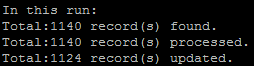 In this run:
Total:1140 record(s) found.
Total:1140 record(s) processed.
Total:1124 record(s) updated.